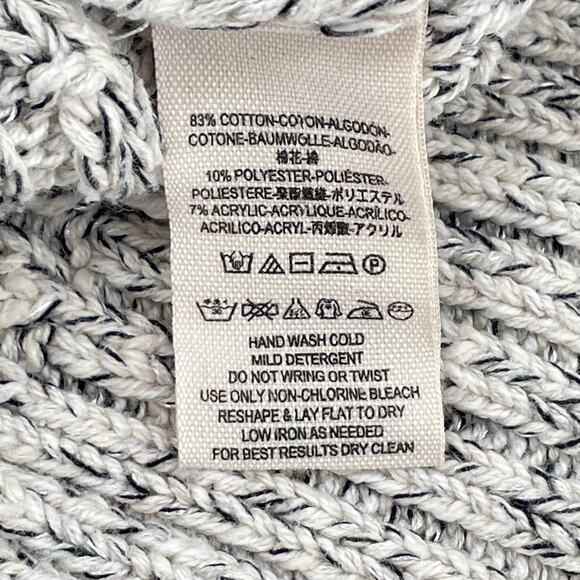 83% COTTON-COTON-ALGODÓN-
COTONE-BAUMWOLLE-ALGODÃO-
棉花-綿
10% POLYESTER-POLIÉSTER-
POLIESTERE-聚酯纖維-ポリエステル
7% ACRYLIC-ACRYLIQUE-ACRÍLICO-
ACRILICO-ACRYL-丙烯酸-アクリル
P
30
HAND WASH COLD
MILD DETERGENT
DO NOT WRING OR TWIST
USE ONLY NON-CHLORINE BLEACH
RESHAPE & LAY FLAT TO DRY
LOW IRON AS NEEDED
FOR BEST RESULTS DRY CLEAN